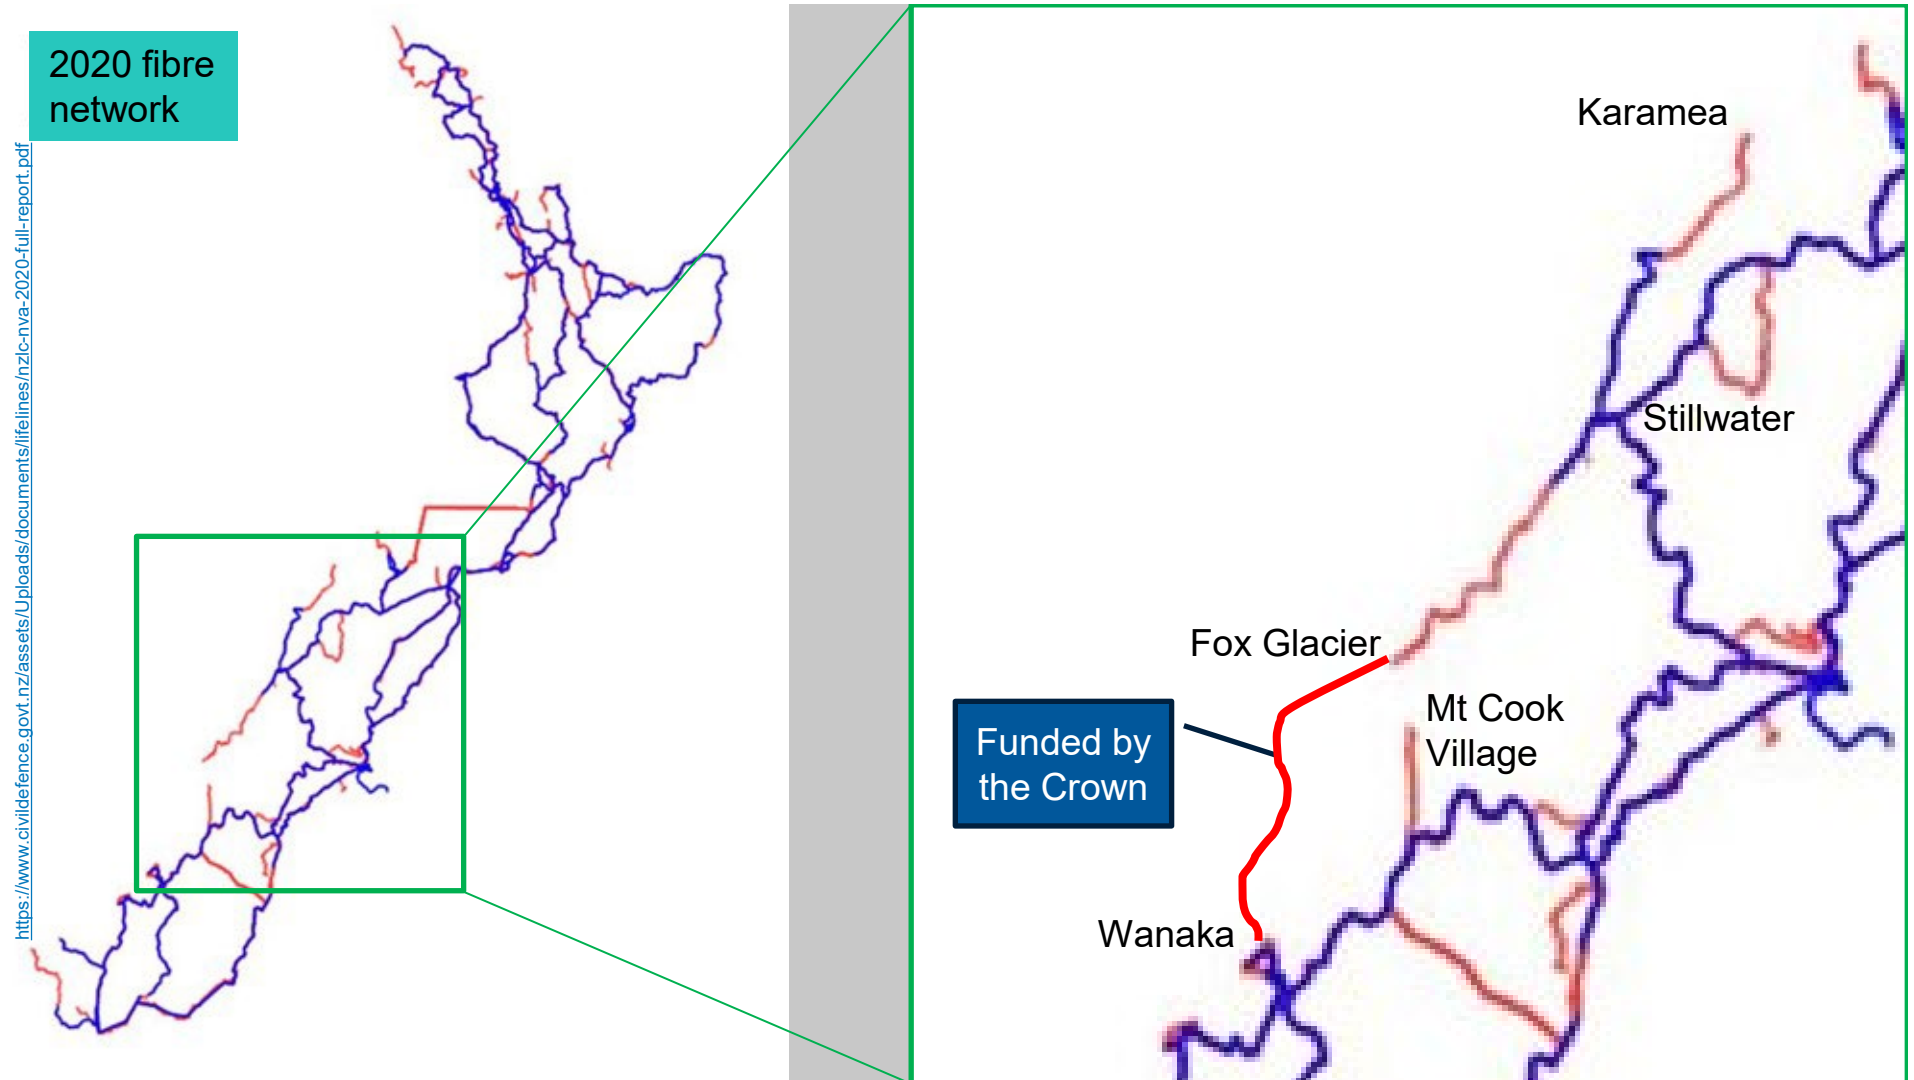 2020 fibre
network
https://www.civildefence.govt.nz/assets/Uploads/documents/lifelines/nzlc-nva-2020-full-report.pdf
Karamea
Stillwater
Fox Glacier
Mt Cook
Village
Funded by
the Crown
Wanaka